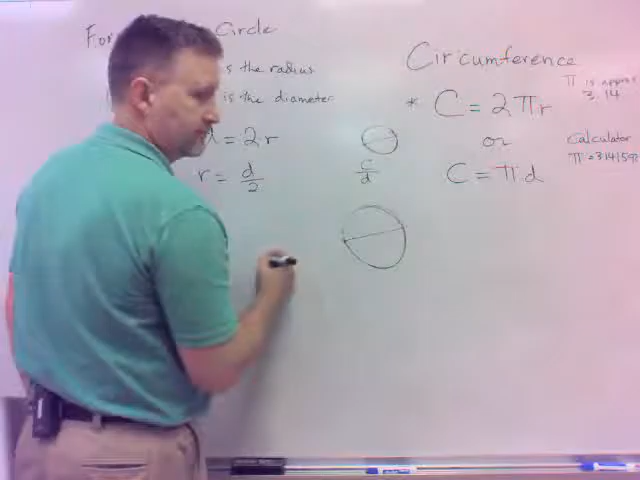 For Circle
s the radius
is the diameter
d = 2r
r = d/2
Circumference
π is approx
3.14
* C = 2πr
or
C = πd
Calculator
π = 3.14159
C/d